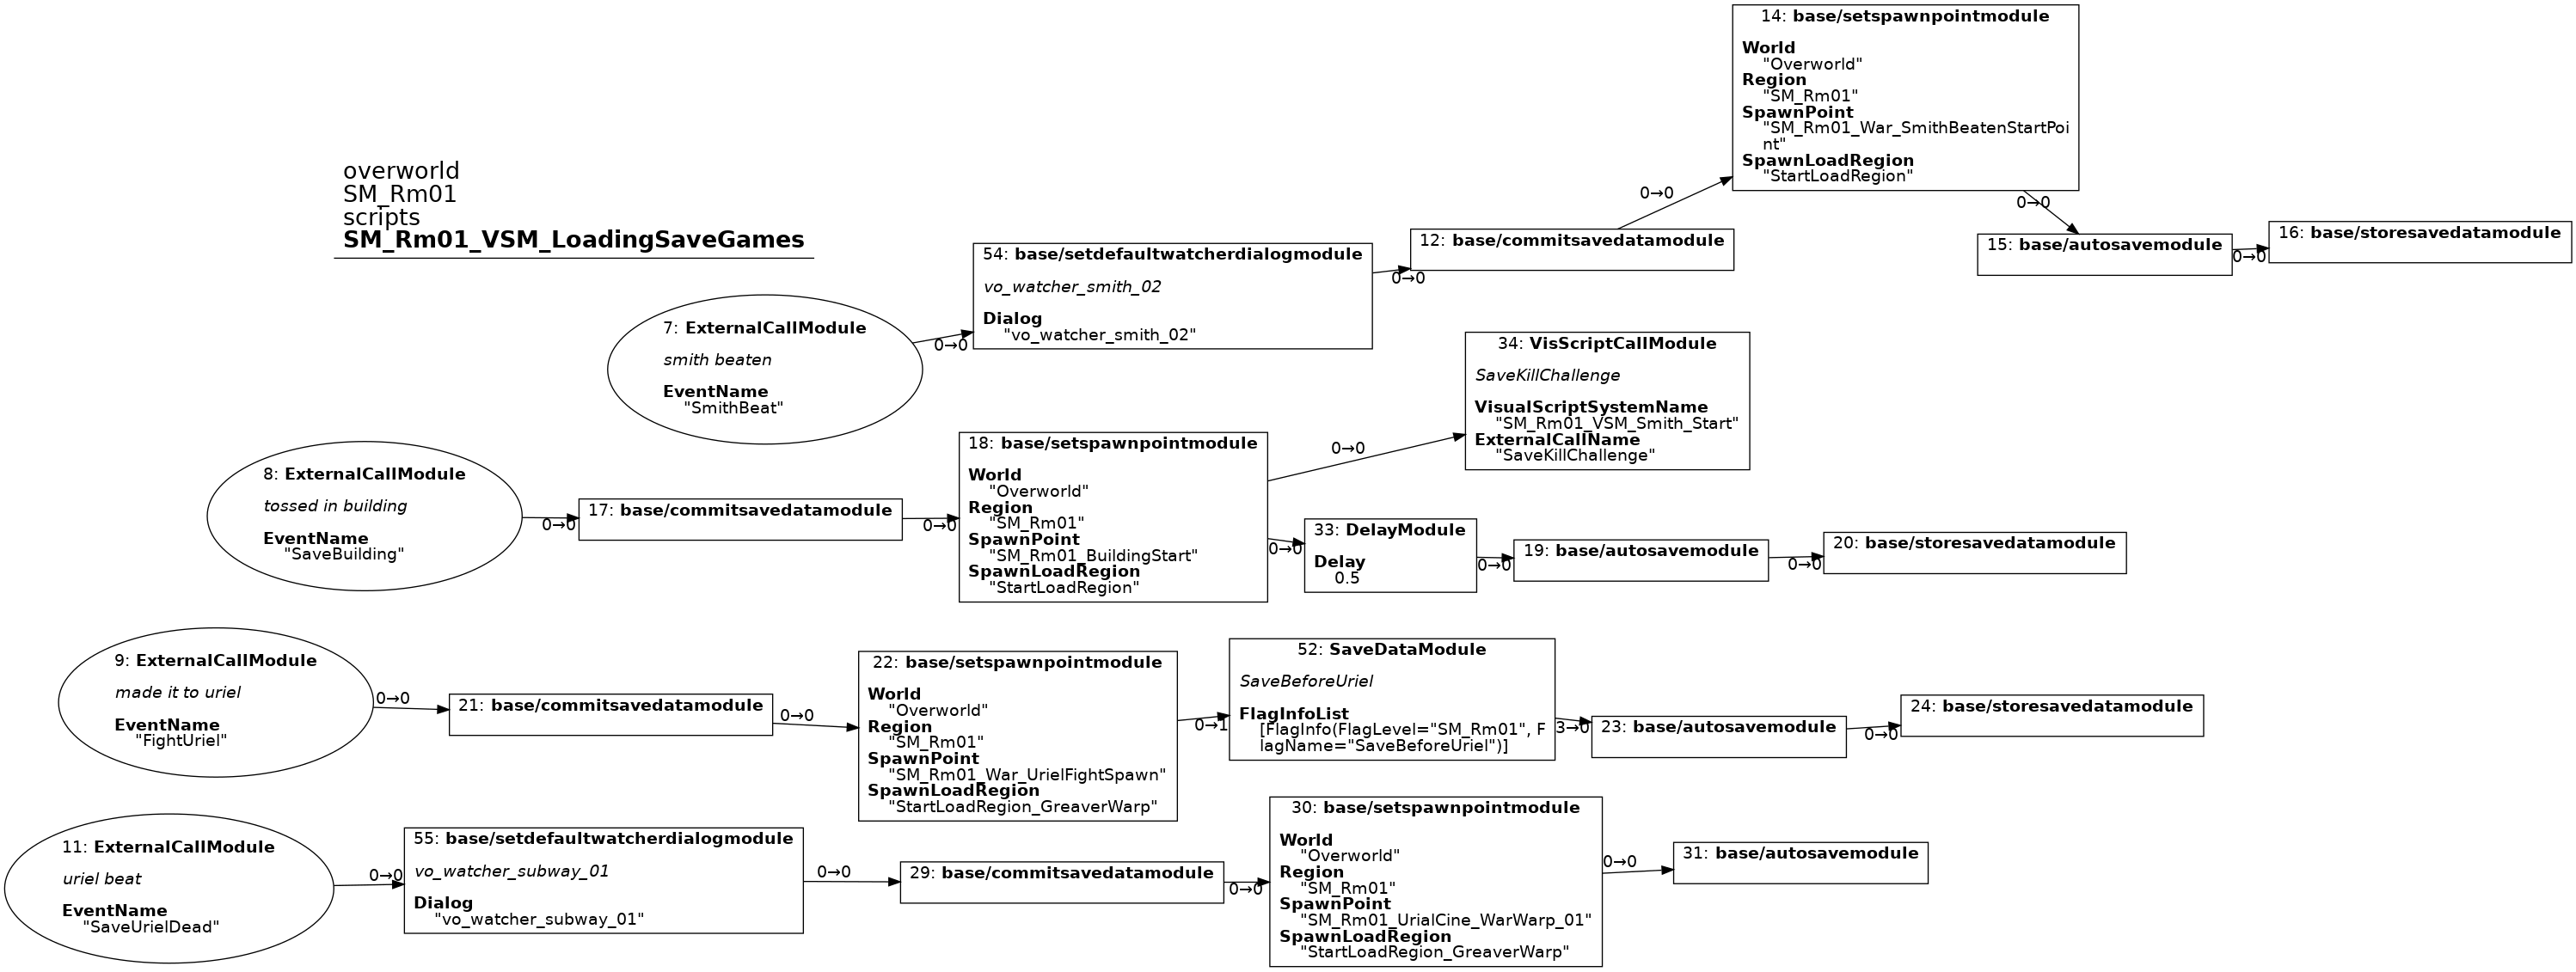 overworld
SM_Rm01
scripts
SM_Rm01_VSM_LoadingSaveGames
14: base/setspawnpointmodule
World
"Overworld"
Region
"SM_Rm01"
SpawnPoint
"SM_Rm01_War_SmithBeatenStartPoi
nt"
SpawnLoadRegion
"StartLoadRegion"
0→0
0→0
7: ExternalCallModule
smith beaten
EventName
"SmithBeat"
0→0
54: base/setdefaultwatcherdialogmodule
vo_watcher_smith_02
Dialog
"vo_watcher_smith_02"
0→0
12: base/commitsavedatamodule
15: base/autosavemodule
0→0
16: base/storesavedatamodule
34: VisScriptCallModule
SaveKillChallenge
VisualScriptSystemName
"SM_Rm01_VSM_Smith_Start"
ExternalCallName
"SaveKillChallenge"
8: ExternalCallModule
tossed in building
EventName
"SaveBuilding"
0→0
17: base/commitsavedatamodule
0→0
18: base/setspawnpointmodule
World
"Overworld"
Region
"SM_Rm01"
SpawnPoint
"SM_Rm01_BuildingStart"
SpawnLoadRegion
"StartLoadRegion"
0→0
0→0
33: DelayModule
Delay
0.5
0→0
19: base/autosavemodule
0→0
20: base/storesavedatamodule
9: ExternalCallModule
made it to uriel
EventName
"FightUriel"
0→0
21: base/commitsavedatamodule
0→0
22: base/setspawnpointmodule
World
"Overworld"
Region
"SM_Rm01"
SpawnPoint
"SM_Rm01_War_UrielFightSpawn"
SpawnLoadRegion
"StartLoadRegion_GreaverWarp"
0→1
52: SaveDataModule
SaveBeforeUriel
FlagInfoList
[FlagInfo(FlagLevel="SM_Rm01", F
lagName="SaveBeforeUriel")]
3→0
23: base/autosavemodule
0→0
24: base/storesavedatamodule
11: ExternalCallModule
uriel beat
EventName
"SaveUrielDead"
0→0
55: base/setdefaultwatcherdialogmodule
vo_watcher_subway_01
Dialog
"vo_watcher_subway_01"
0→0
29: base/commitsavedatamodule
0→0
30: base/setspawnpointmodule
World
"Overworld"
Region
"SM_Rm01"
SpawnPoint
"SM_Rm01_UrialCine_WarWarp_01"
SpawnLoadRegion
"StartLoadRegion_GreaverWarp"
0→0
31: base/autosavemodule